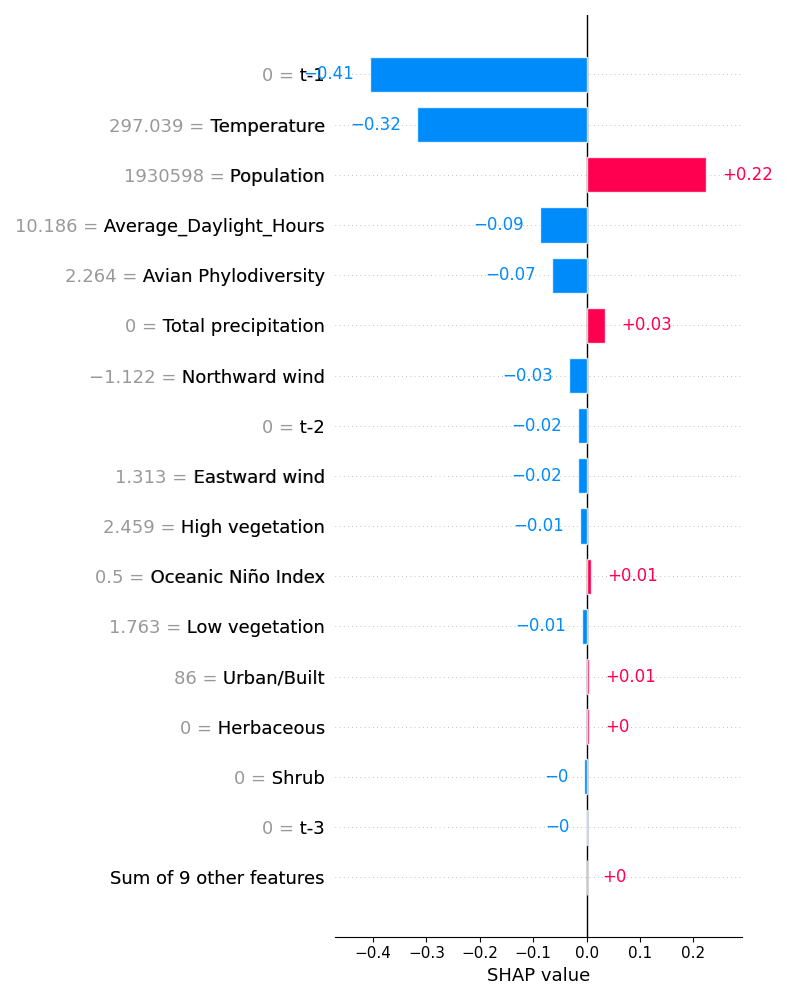 0 = t-1 −0.41
297.039 = Temperature −0.32
1930598 = Population +0.22
10.186 = Average_Daylight_Hours −0.09
2.264 = Avian Phylodiversity −0.07
0 = Total precipitation +0.03
−1.122 = Northward wind −0.03
0 = t-2 −0.02
1.313 = Eastward wind −0.02
2.459 = High vegetation −0.01
0.5 = Oceanic Niño Index +0.01
1.763 = Low vegetation −0.01
86 = Urban/Built +0.01
0 = Herbaceous +0
0 = Shrub −0
0 = t-3 −0
Sum of 9 other features +0
−0.4 −0.3 −0.2 −0.1 0.0 0.1 0.2
SHAP value